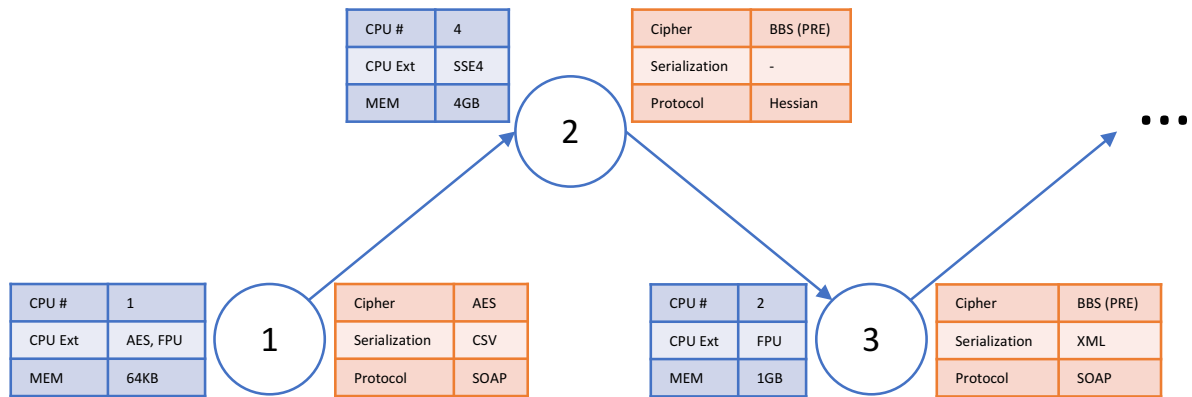 CPU # 4
CPU Ext SSE4
MEM 4GB
Cipher BBS (PRE)
Serialization -
Protocol Hessian
2
...
CPU # 1
CPU Ext AES, FPU
MEM 64KB
1
Cipher AES
Serialization CSV
Protocol SOAP
CPU # 2
CPU Ext FPU
MEM 1GB
3
Cipher BBS (PRE)
Serialization XML
Protocol SOAP